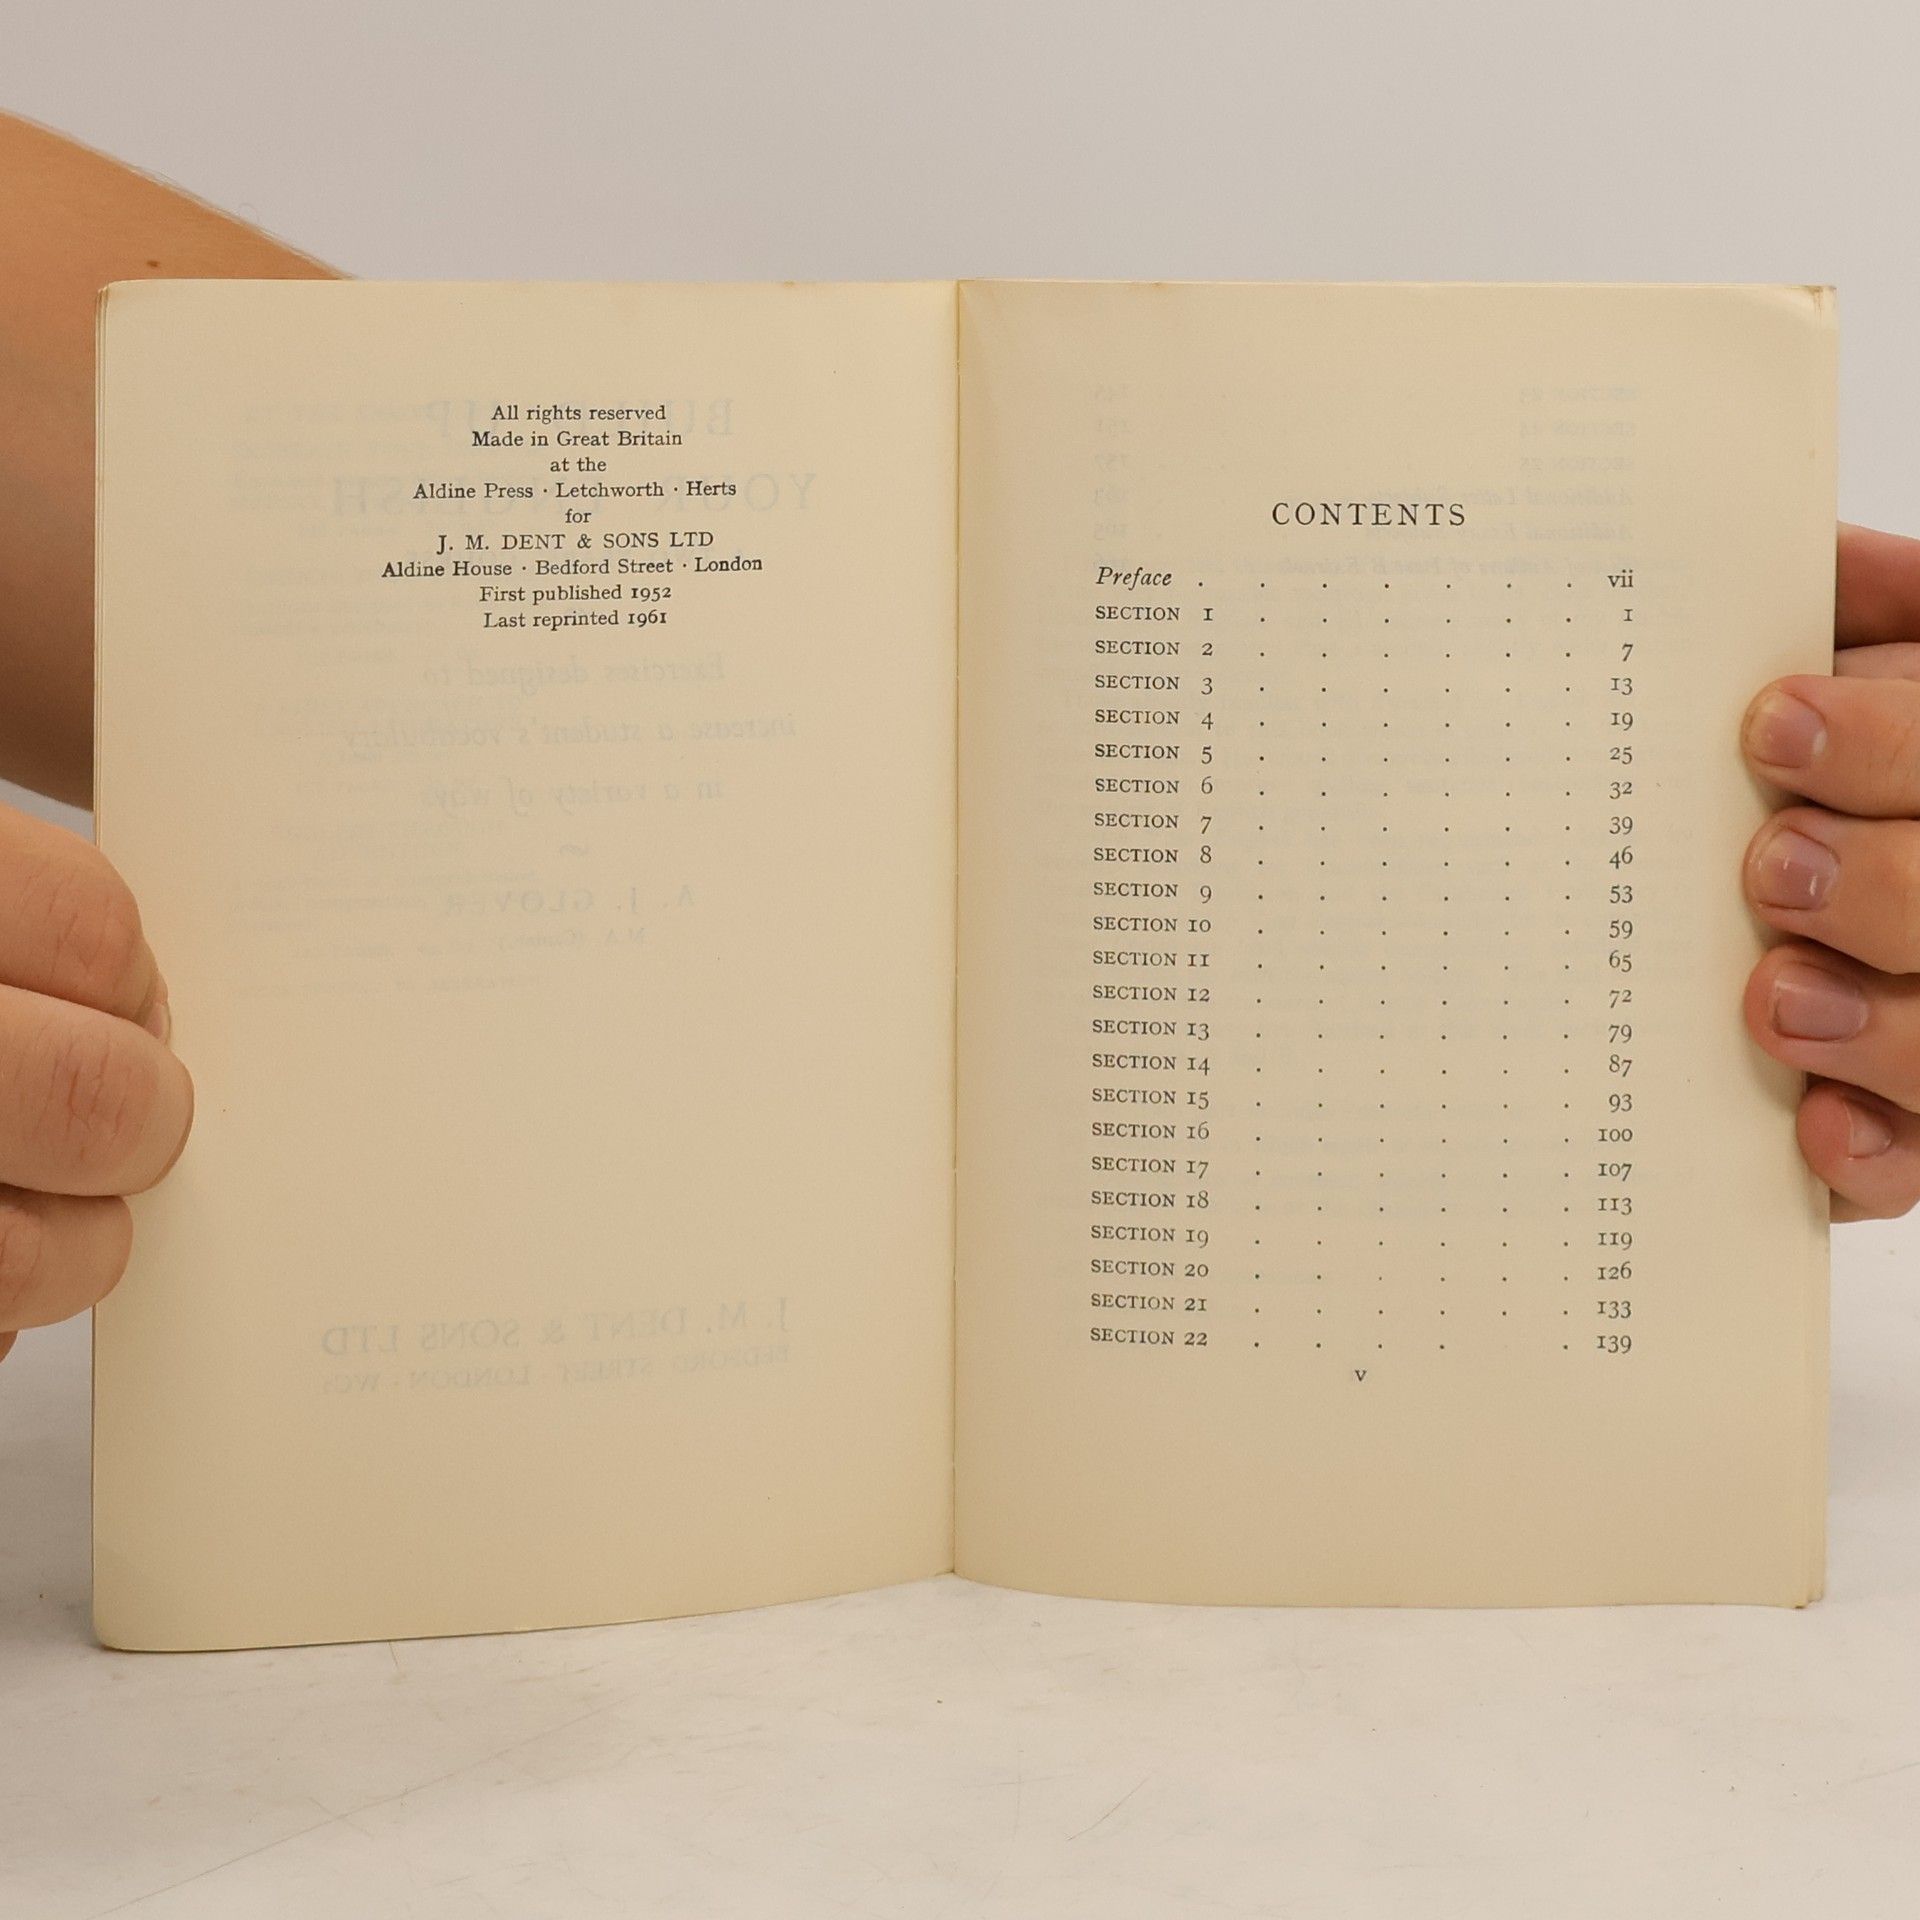 All rights reserved
Made in Great Britain
at the
Aldine Press · Letchworth · Herts
for
J. M. DENT & SONS LTD
Aldine House · Bedford Street · London
First published 1952
Last reprinted 1961
CONTENTS
Preface . . . . . . . vii
SECTION 1 . . . . . . 1
SECTION 2 . . . . . . 7
SECTION 3 . . . . . . 13
SECTION 4 . . . . . . 19
SECTION 5 . . . . . . 25
SECTION 6 . . . . . . 32
SECTION 7 . . . . . . 39
SECTION 8 . . . . . . 46
SECTION 9 . . . . . . 53
SECTION 10 . . . . . . 59
SECTION 11 . . . . . . 65
SECTION 12 . . . . . . 72
SECTION 13 . . . . . . 79
SECTION 14 . . . . . . 87
SECTION 15 . . . . . . 93
SECTION 16 . . . . . . 100
SECTION 17 . . . . . . 107
SECTION 18 . . . . . . 113
SECTION 19 . . . . . . 119
SECTION 20 . . . . . . 126
SECTION 21 . . . . . . 133
SECTION 22 . . . . . 139
v